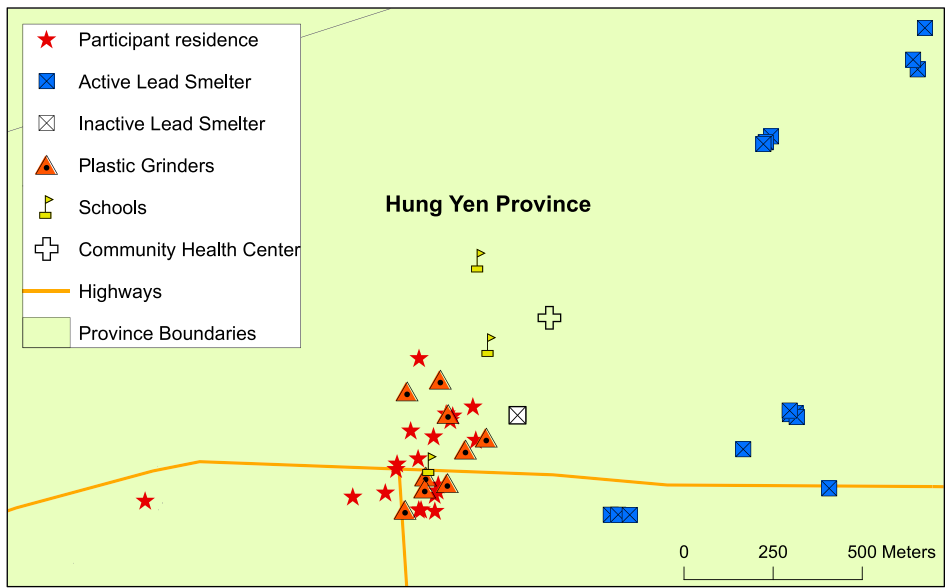 Participant residence
Active Lead Smelter
Inactive Lead Smelter
Plastic Grinders
Schools
Community Health Center
Highways
Province Boundaries
Hung Yen Province
0 250 500 Meters